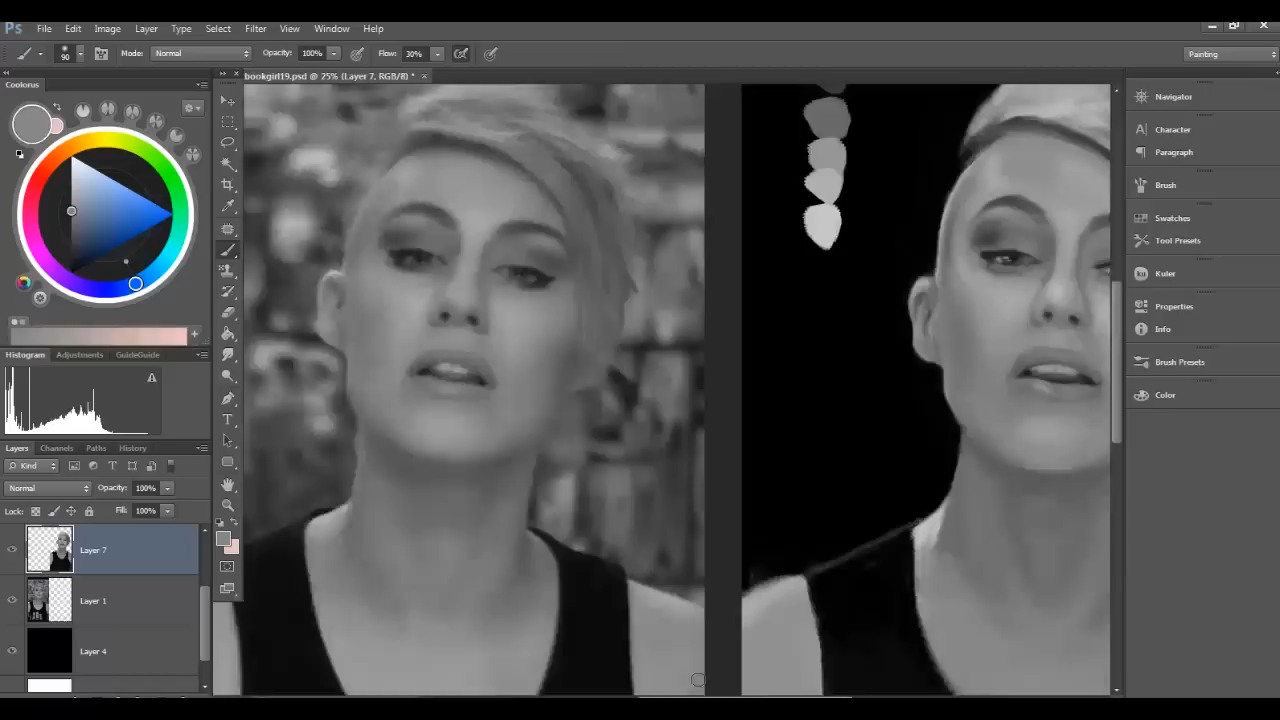 Ps File Edit Image Layer Type Select Filter View Window Help
90 Mode: Normal Opacity: 100% Flow: 30% Painting
bookgirl19.psd @ 25% (Layer 7, RGB/8) * ×
Coolorus
Navigator
Character
Paragraph
Brush
Swatches
Tool Presets
Kuler
Properties
Info
Brush Presets
Color
Histogram Adjustments GuideGuide
Layers Channels Paths History
Kind
Normal Opacity: 100%
Lock: Fill: 100%
Layer 7
Layer 1
Layer 4